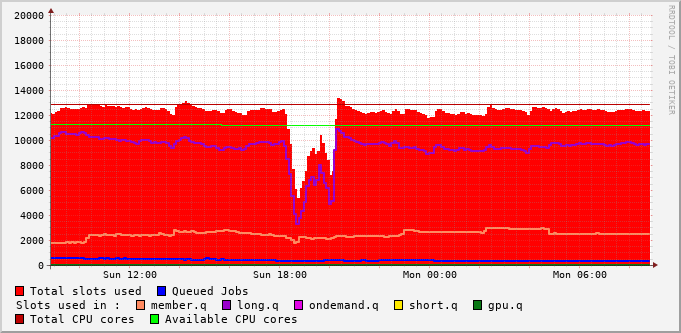 20000
18000
16000
14000
12000
10000
8000
6000
4000
2000
0
Sun 12:00 Sun 18:00 Mon 00:00 Mon 06:00
RRDTOOL / TOBI OETIKER
Total slots used Queued Jobs
Slots used in : member.q long.q ondemand.q short.q gpu.q
Total CPU cores Available CPU cores